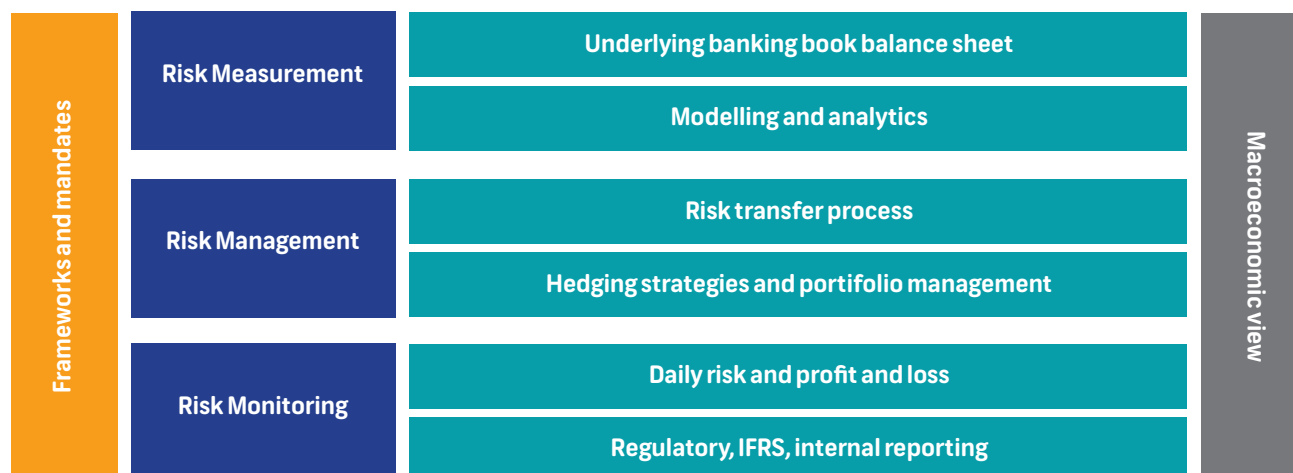 Frameworks and mandates
Risk Measurement
Underlying banking book balance sheet
Modelling and analytics
Risk Management
Risk transfer process
Hedging strategies and portifolio management
Risk Monitoring
Daily risk and profit and loss
Regulatory, IFRS, internal reporting
Macroeconomic view